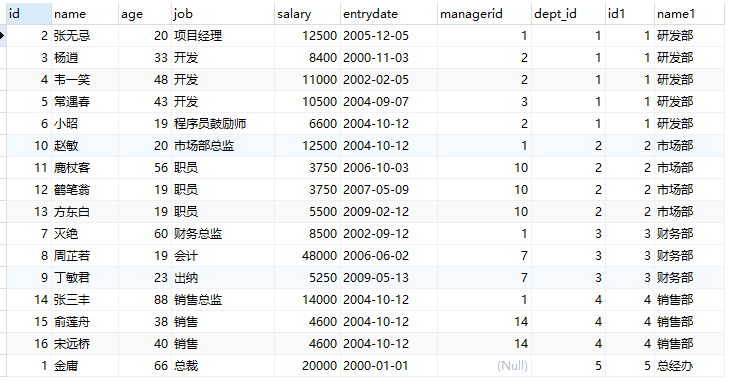 id name age job salary entrydate managerid dept_id id1 name1
2 张无忌 20 项目经理 12500 2005-12-05 1 1 1 研发部
3 杨逍 33 开发 8400 2000-11-03 2 1 1 研发部
4 韦一笑 48 开发 11000 2002-02-05 2 1 1 研发部
5 常遇春 43 开发 10500 2004-09-07 3 1 1 研发部
6 小昭 19 程序员鼓励师 6600 2004-10-12 2 1 1 研发部
10 赵敏 20 市场部总监 12500 2004-10-12 1 2 2 市场部
11 鹿杖客 56 职员 3750 2006-10-03 10 2 2 市场部
12 鹤笔翁 19 职员 3750 2007-05-09 10 2 2 市场部
13 方东白 19 职员 5500 2009-02-12 10 2 2 市场部
7 灭绝 60 财务总监 8500 2002-09-12 1 3 3 财务部
8 周芷若 19 会计 48000 2006-06-02 7 3 3 财务部
9 丁敏君 23 出纳 5250 2009-05-13 7 3 3 财务部
14 张三丰 88 销售总监 14000 2004-10-12 1 4 4 销售部
15 俞莲舟 38 销售 4600 2004-10-12 14 4 4 销售部
16 宋远桥 40 销售 4600 2004-10-12 14 4 4 销售部
1 金庸 66 总裁 20000 2000-01-01 (Null) 5 5 总经办